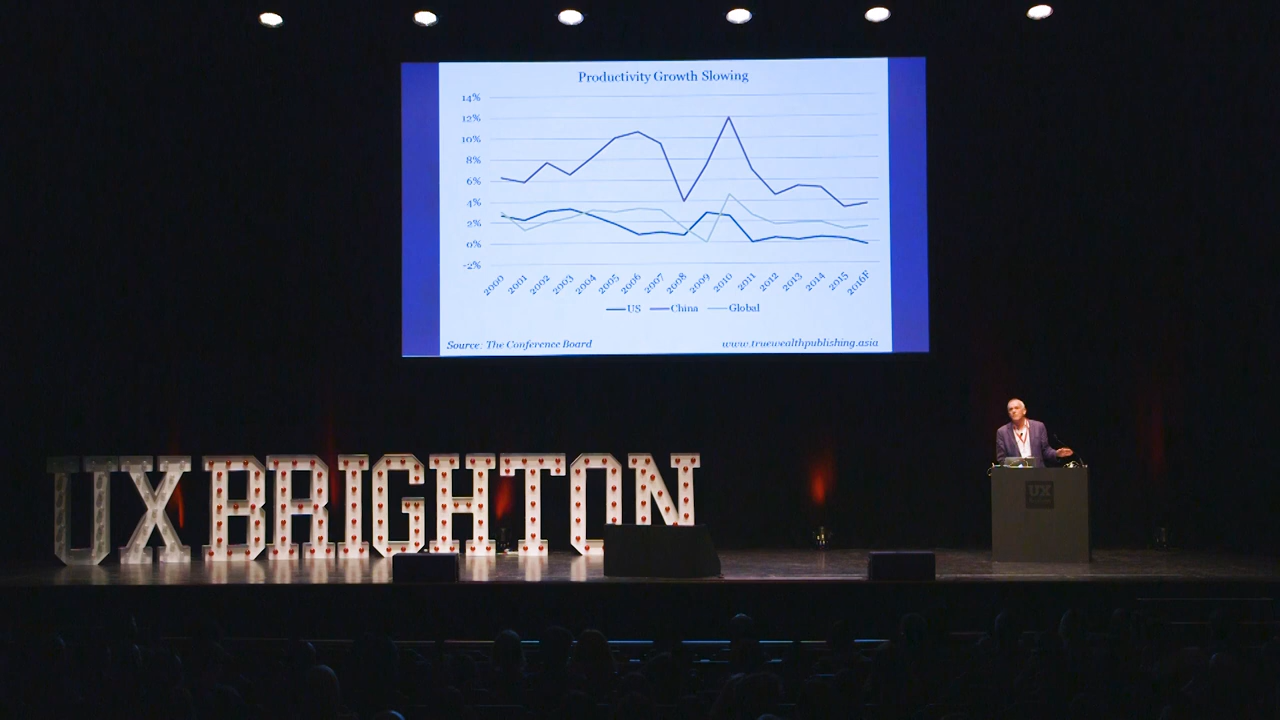 Productivity Growth Slowing
14%
12%
10%
8%
6%
4%
2%
0%
-2%
2000 2001 2002 2003 2004 2005 2006 2007 2008 2009 2010 2011 2012 2013 2014 2015 2016F
US China Global
Source: The Conference Board www.truewealthpublishing.asia
UX BRIGHTON
UX